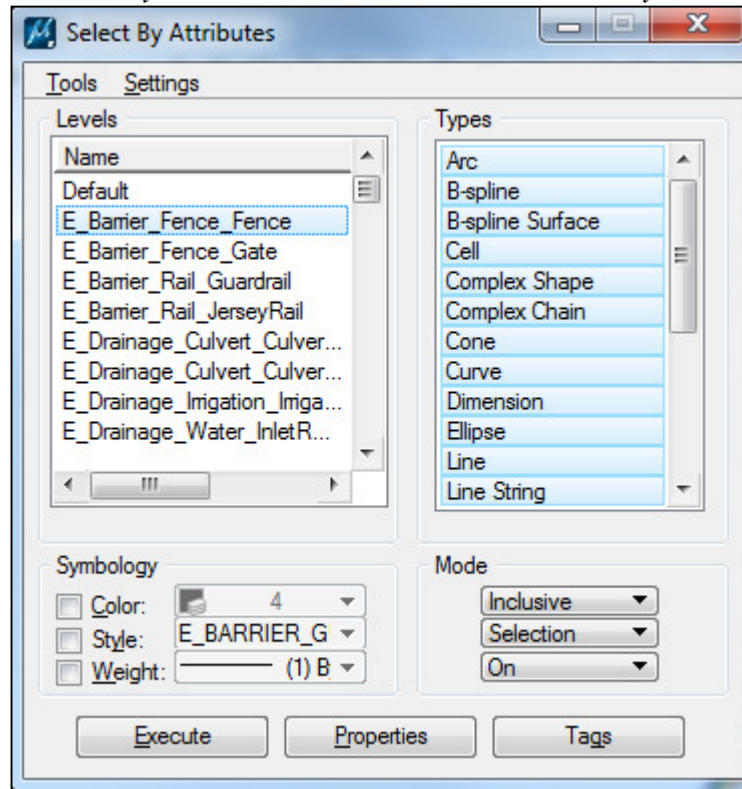 Select By Attributes
Tools Settings
Levels
Name
Default
E_Barrier_Fence_Fence
E_Barrier_Fence_Gate
E_Barrier_Rail_Guardrail
E_Barrier_Rail_JerseyRail
E_Drainage_Culvert_Culver...
E_Drainage_Culvert_Culver...
E_Drainage_Irrigation_Irriga...
E_Drainage_Water_InletR...
Types
Arc
B-spline
B-spline Surface
Cell
Complex Shape
Complex Chain
Cone
Curve
Dimension
Ellipse
Line
Line String
Symbology
Color: 4
Style: E_BARRIER_G
Weight: (1) B
Mode
Inclusive
Selection
On
Execute Properties Tags